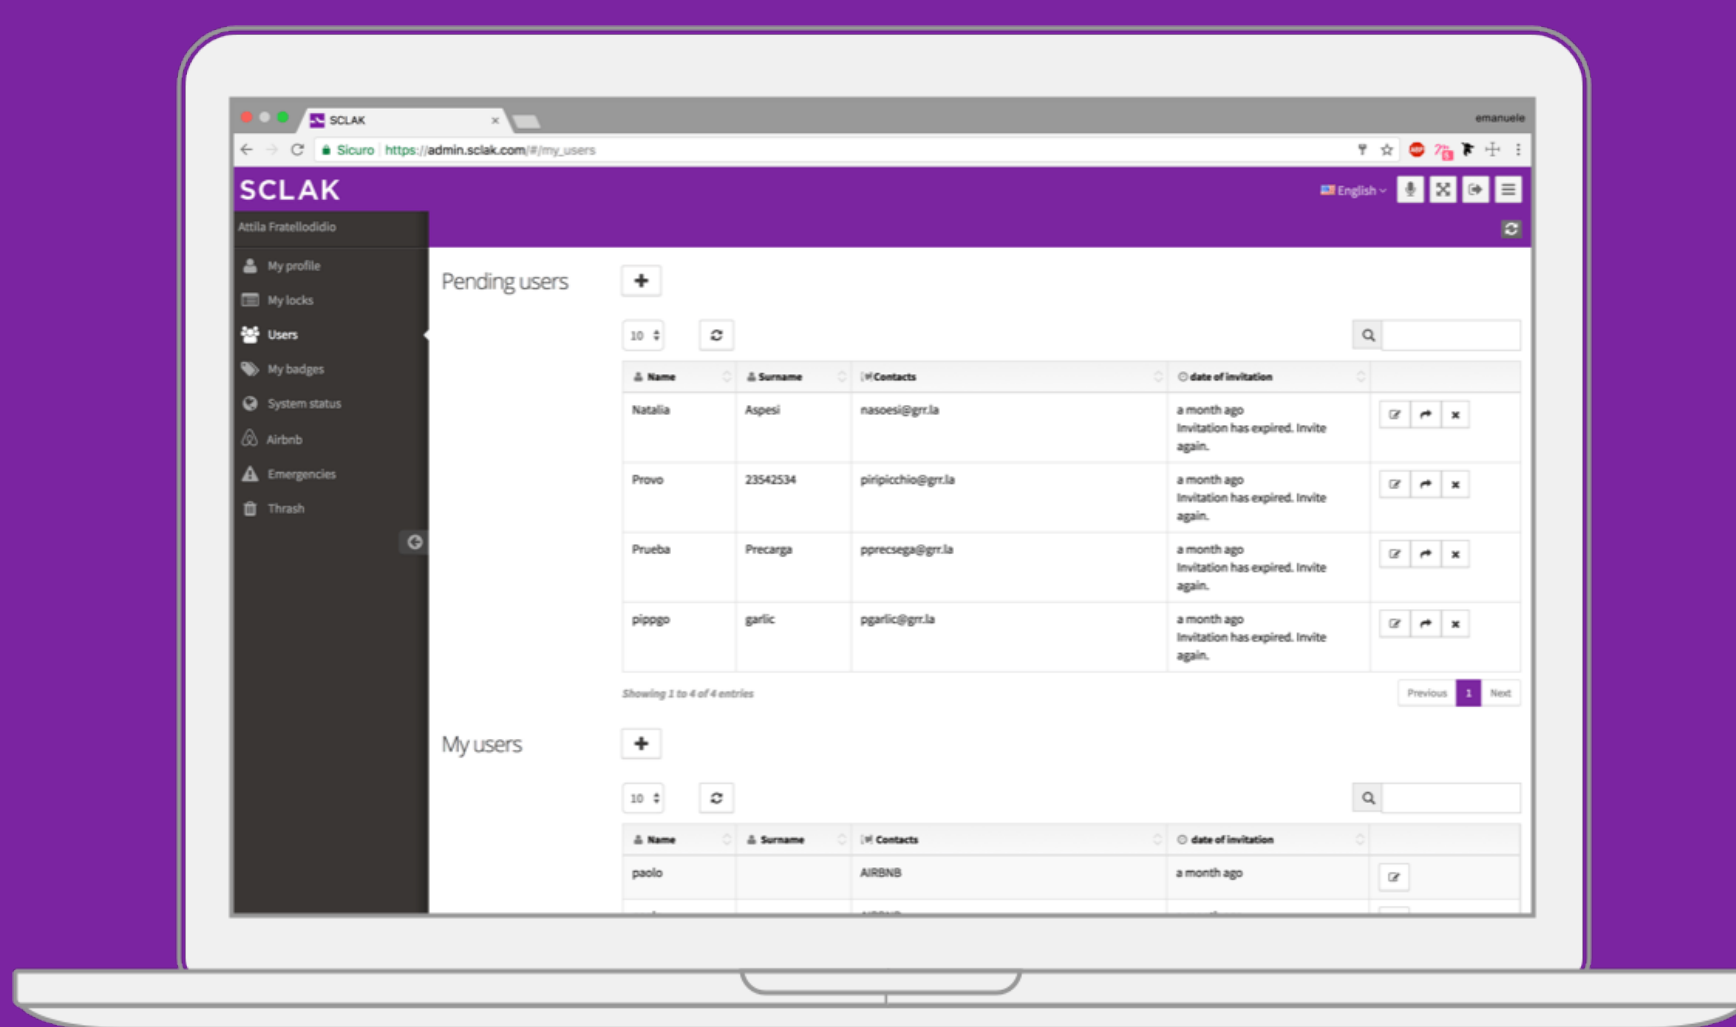 SCLAK
emanuele
Sicuro https://admin.sclak.com/#/my_users
SCLAK
English
Attila Fratellodidio
My profile
My locks
Users
My badges
System status
Airbnb
Emergencies
Thrash
Pending users
10
Name Surname Contacts date of invitation
Natalia Aspesi nasoesi@grr.la a month ago
Invitation has expired. Invite
again.
Provo 23542534 piripicchio@grr.la a month ago
Invitation has expired. Invite
again.
Prueba Precarga pprecsega@grr.la a month ago
Invitation has expired. Invite
again.
pippgo garlic pgarlic@grr.la a month ago
Invitation has expired. Invite
again.
Showing 1 to 4 of 4 entries
Previous 1 Next
My users
10
Name Surname Contacts date of invitation
paolo AIRBNB a month ago